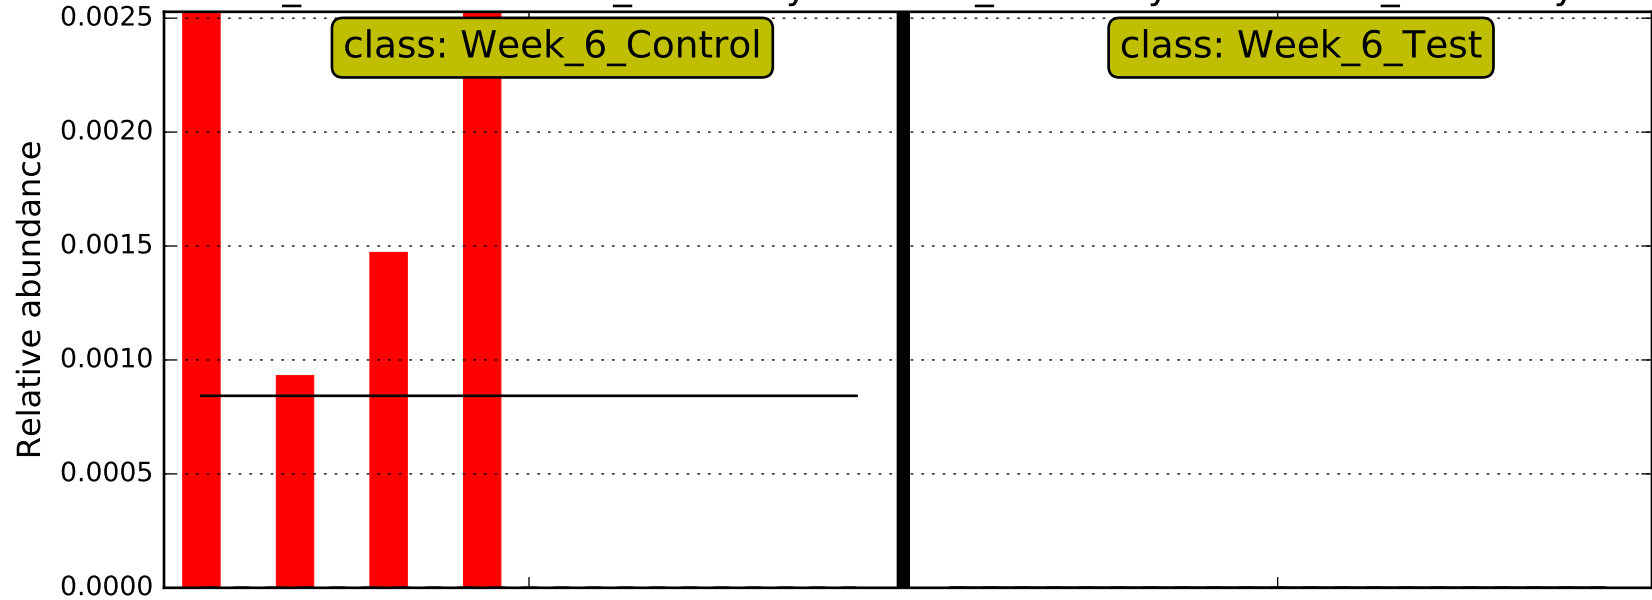 0.0025
class: Week_6_Control
class: Week_6_Test
0.0020
0.0015
0.0010
0.0005
0.0000
Relative abundance